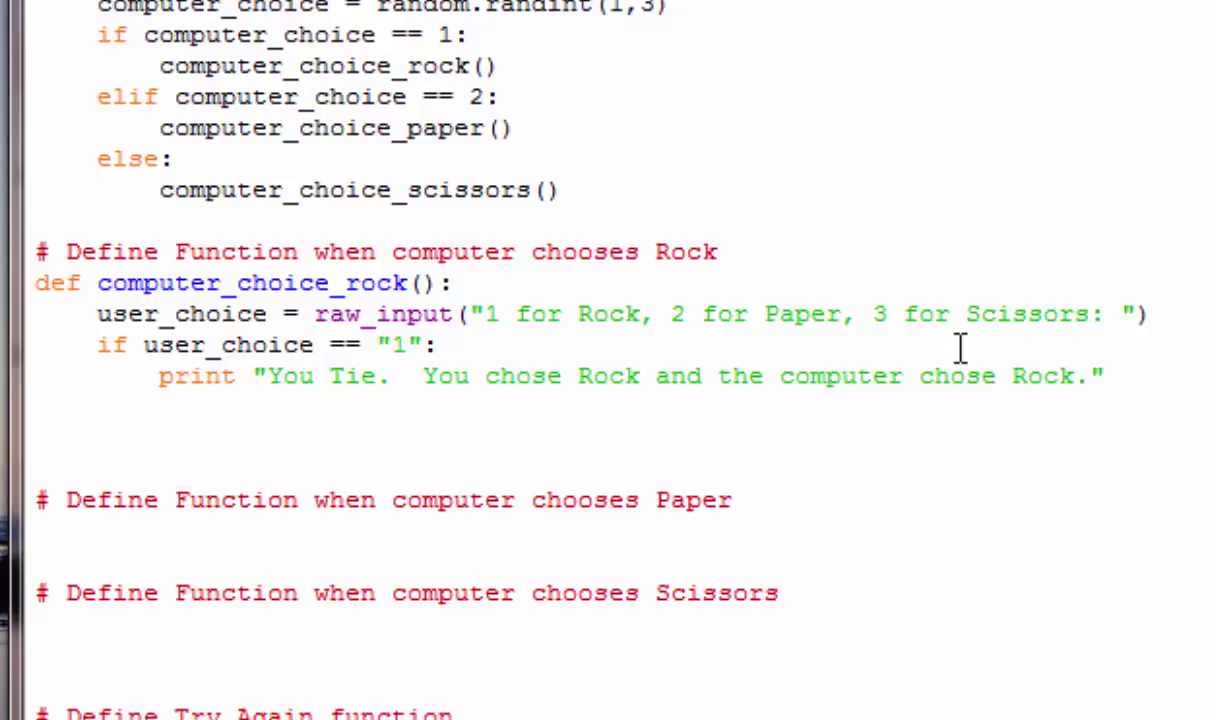 computer_choice = random.randint(1,3)
    if computer_choice == 1:
        computer_choice_rock()
    elif computer_choice == 2:
        computer_choice_paper()
    else:
        computer_choice_scissors()
# Define Function when computer chooses Rock
def computer_choice_rock():
    user_choice = raw_input("1 for Rock, 2 for Paper, 3 for Scissors: ")
    if user_choice == "1":
        print "You Tie.  You chose Rock and the computer chose Rock."
# Define Function when computer chooses Paper
# Define Function when computer chooses Scissors
# Define Try Again function